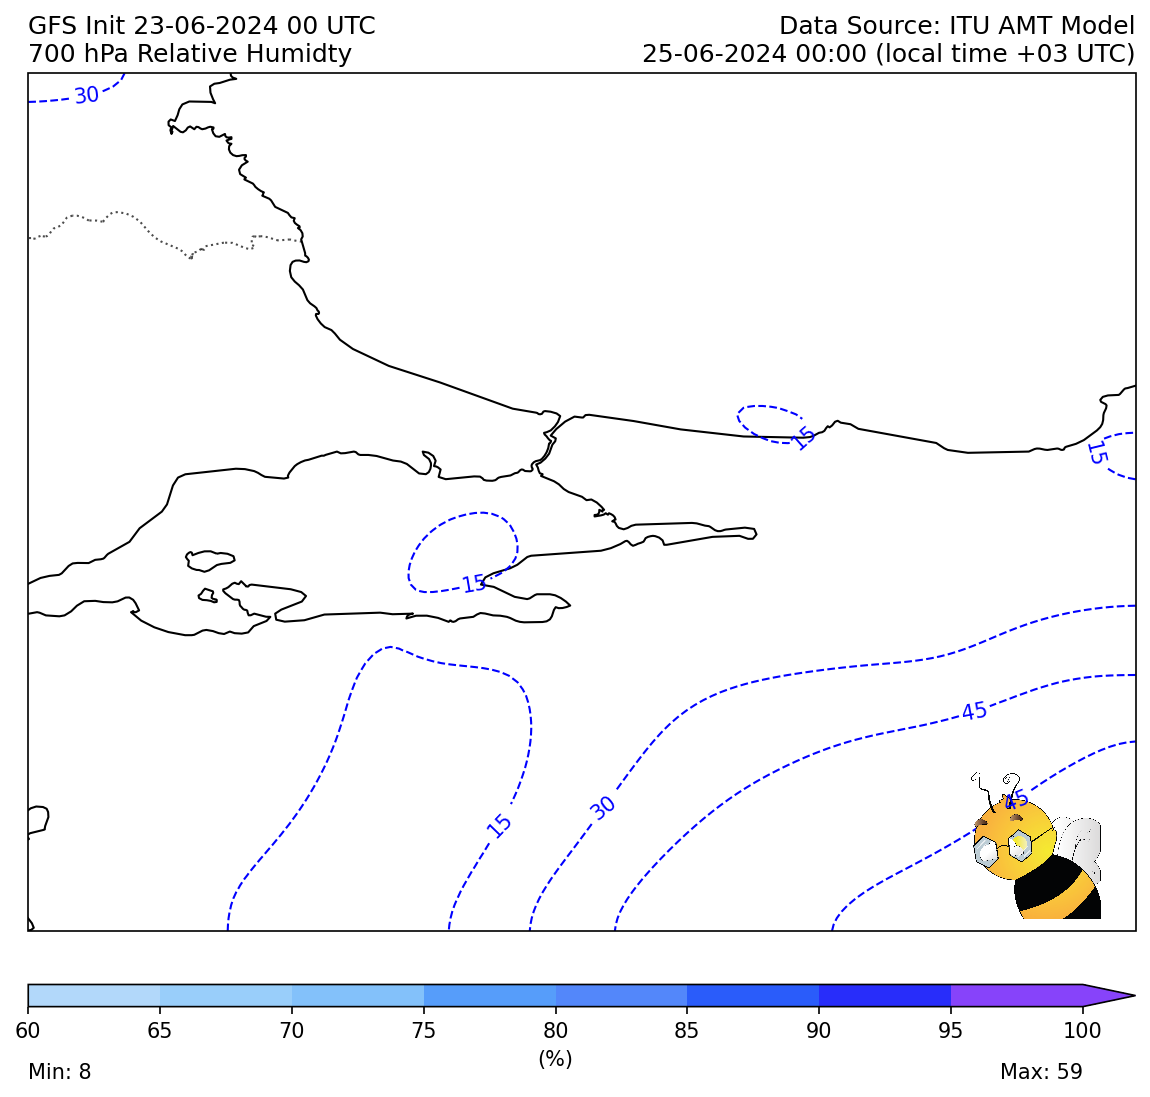 GFS Init 23-06-2024 00 UTC
Data Source: ITU AMT Model
700 hPa Relative Humidty
25-06-2024 00:00 (local time +03 UTC)
30
15
15
15
45
45
30
15
60 65 70 75 80 85 90 95 100
(%)
Min: 8
Max: 59